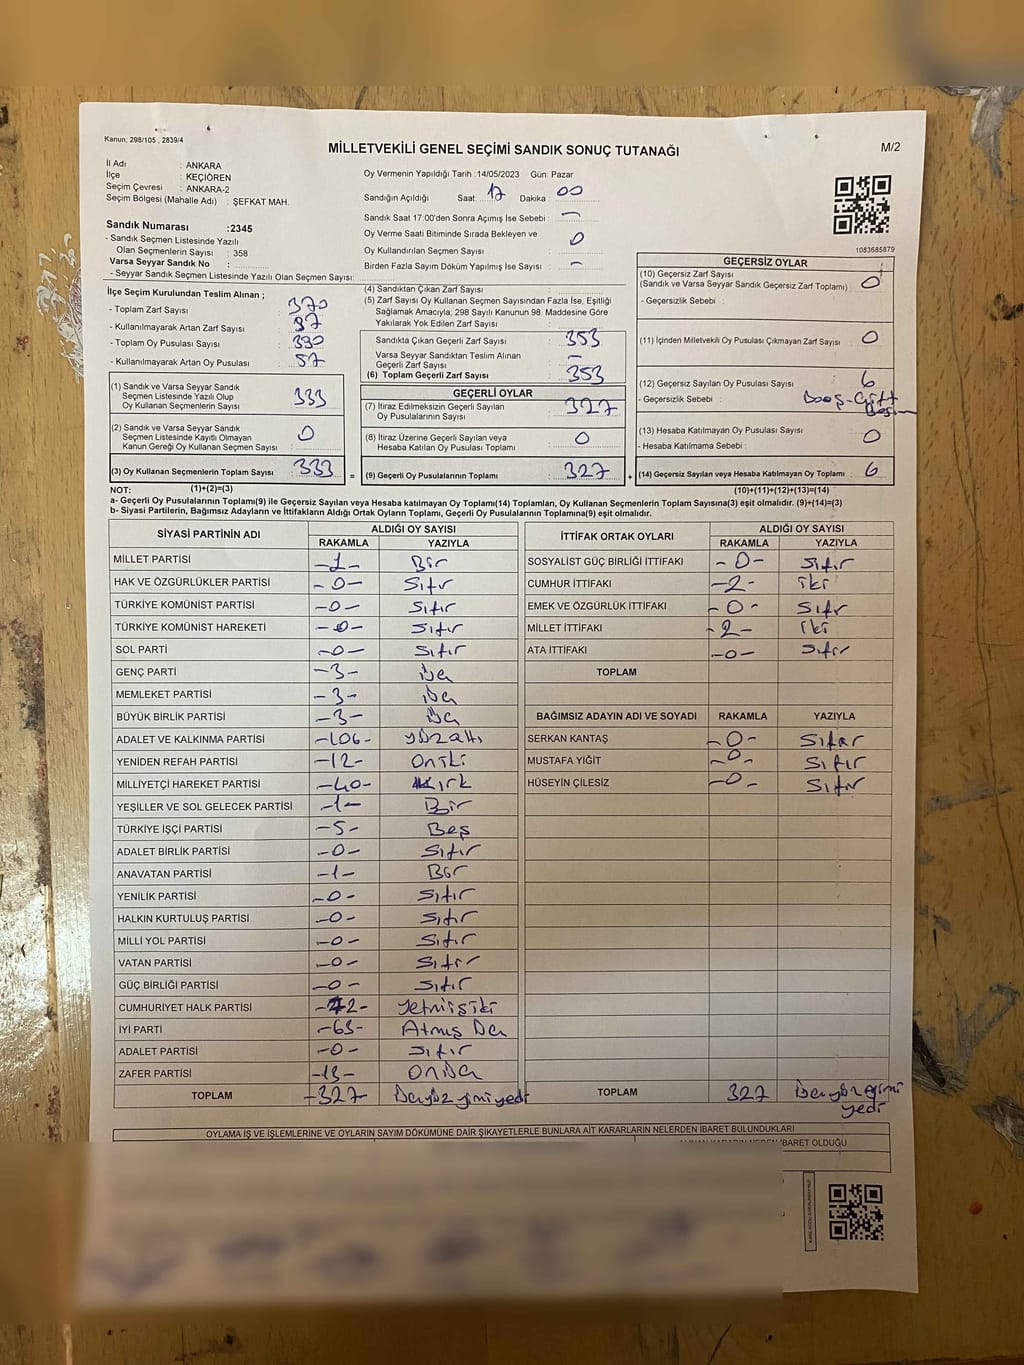 Kanun: 298/105 , 2839/4
MİLLETVEKİLİ GENEL SEÇİMİ SANDIK SONUÇ TUTANAĞI
M/2
İl Adı : ANKARA
İlçe : KEÇİÖREN
Seçim Çevresi : ANKARA-2
Seçim Bölgesi (Mahalle Adı) : ŞEFKAT MAH.
Oy Vermenin Yapıldığı Tarih :14/05/2023 Gün: Pazar
Sandığın Açıldığı Saat: 17 Dakika : 00
Sandık Saat 17:00'den Sonra Açımış İse Sebebi : -
Oy Verme Saati Bitiminde Sırada Bekleyen ve
Oy Kullandırılan Seçmen Sayısı : 0
Birden Fazla Sayım Döküm Yapılmış İse Sayısı : -
1083685879
Sandık Numarası :2345
- Sandık Seçmen Listesinde Yazılı
Olan Seçmenlerin Sayısı : 358
Varsa Seyyar Sandık No :
- Seyyar Sandık Seçmen Listesinde Yazılı Olan Seçmen Sayısı:
İlçe Seçim Kurulundan Teslim Alınan ;
- Toplam Zarf Sayısı : 370
- Kullanılmayarak Artan Zarf Sayısı : 37
- Toplam Oy Pusulası Sayısı : 390
- Kullanılmayarak Artan Oy Pusulası : 57
(1) Sandık ve Varsa Seyyar Sandık
Seçmen Listesinde Yazılı Olup
Oy Kullanan Seçmenlerin Sayısı : 333
(2) Sandık ve Varsa Seyyar Sandık
Seçmen Listesinde Kayıtlı Olmayan
Kanun Gereği Oy Kullanan Seçmen Sayısı : 0
(3) Oy Kullanan Seçmenlerin Toplam Sayısı : 333 =
(1)+(2)=(3)
(4) Sandıktan Çıkan Zarf Sayısı :
(5) Zarf Sayısı Oy Kullanan Seçmen Sayısından Fazla İse, Eşitliği
Sağlamak Amacıyla; 298 Sayılı Kanunun 98. Maddesine Göre
Yakılarak Yok Edilen Zarf Sayısı :
Sandıkta Çıkan Geçerli Zarf Sayısı : 353
Varsa Seyyar Sandıktan Teslim Alınan
Geçerli Zarf Sayısı : -
(6) Toplam Geçerli Zarf Sayısı : 353
GEÇERLİ OYLAR
(7) İtiraz Edilmeksizin Geçerli Sayılan
Oy Pusulalarının Sayısı : 327
(8) İtiraz Üzerine Geçerli Sayılan veya
Hesaba Katılan Oy Pusulası Toplamı : 0
(9) Geçerli Oy Pusulalarının Toplamı : 327 +
GEÇERSİZ OYLAR
(10) Geçersiz Zarf Sayısı
(Sandık ve Varsa Seyyar Sandık Geçersiz Zarf Toplamı) : 0
- Geçersizlik Sebebi :
(11) İçinden Milletvekili Oy Pusulası Çıkmayan Zarf Sayısı : 0
(12) Geçersiz Sayılan Oy Pusulası Sayısı : 6
- Geçersizlik Sebebi :
(13) Hesaba Katılmayan Oy Pusulası Sayısı : 0
- Hesaba Katılmama Sebebi :
(14) Geçersiz Sayılan veya Hesaba Katılmayan Oy Toplamı : 6
(10)+(11)+(12)+(13)=(14)
NOT:
a- Geçerli Oy Pusulalarının Toplamı(9) ile Geçersiz Sayılan veya Hesaba katılmayan Oy Toplamı(14) Toplamları, Oy Kullanan Seçmenlerin Toplam Sayısına(3) eşit olmalıdır. (9)+(14)=(3)
b- Siyasi Partilerin, Bağımsız Adayların ve İttifakların Aldığı Ortak Oyların Toplamı, Geçerli Oy Pusulalarının Toplamına(9) eşit olmalıdır.
SİYASİ PARTİNİN ADI ALDIĞI OY SAYISI
RAKAMLA YAZIYLA
MİLLET PARTİSİ -1- Bir
HAK VE ÖZGÜRLÜKLER PARTİSİ -0- Sıfır
TÜRKİYE KOMÜNİST PARTİSİ -0- Sıfır
TÜRKİYE KOMÜNİST HAREKETİ -0- Sıfır
SOL PARTİ -0- Sıfır
GENÇ PARTİ -3- Üç
MEMLEKET PARTİSİ -3- Üç
BÜYÜK BİRLİK PARTİSİ -3- Üç
ADALET VE KALKINMA PARTİSİ -106- yüzaltı
YENİDEN REFAH PARTİSİ -12- Oniki
MİLLİYETÇİ HAREKET PARTİSİ -40- Kırk
YEŞİLLER VE SOL GELECEK PARTİSİ -1- Bir
TÜRKİYE İŞÇİ PARTİSİ -5- Beş
ADALET BİRLİK PARTİSİ -0- Sıfır
ANAVATAN PARTİSİ -1- Bir
YENİLİK PARTİSİ -0- Sıfır
HALKIN KURTULUŞ PARTİSİ -0- Sıfır
MİLLİ YOL PARTİSİ -0- Sıfır
VATAN PARTİSİ -0- Sıfır
GÜÇ BİRLİĞİ PARTİSİ -0- Sıfır
CUMHURİYET HALK PARTİSİ -72- yetmişiki
İYİ PARTİ -63- Atmış Üç
ADALET PARTİSİ -0- Sıfır
ZAFER PARTİSİ -13- Onüç
TOPLAM -327- Üçyüz yirmi yedi
İTTİFAK ORTAK OYLARI ALDIĞI OY SAYISI
RAKAMLA YAZIYLA
SOSYALİST GÜÇ BİRLİĞİ İTTİFAKI -0- Sıfır
CUMHUR İTTİFAKI -2- iki
EMEK VE ÖZGÜRLÜK İTTİFAKI -0- Sıfır
MİLLET İTTİFAKI -2- iki
ATA İTTİFAKI -0- Sıfır
TOPLAM
BAĞIMSIZ ADAYIN ADI VE SOYADI RAKAMLA YAZIYLA
SERKAN KANTAŞ -0- Sıfır
MUSTAFA YİĞİT -0- Sıfır
HÜSEYİN ÇİLESİZ -0- Sıfır
TOPLAM 327 Üçyüz yirmi
yedi
OYLAMA İŞ VE İŞLEMLERİNE VE OYLARIN SAYIM DÖKÜMÜNE DAİR ŞİKAYETLERLE BUNLARA AİT KARARLARIN NELERDEN İBARET BULUNDUKLARI
İBARET OLDUĞU